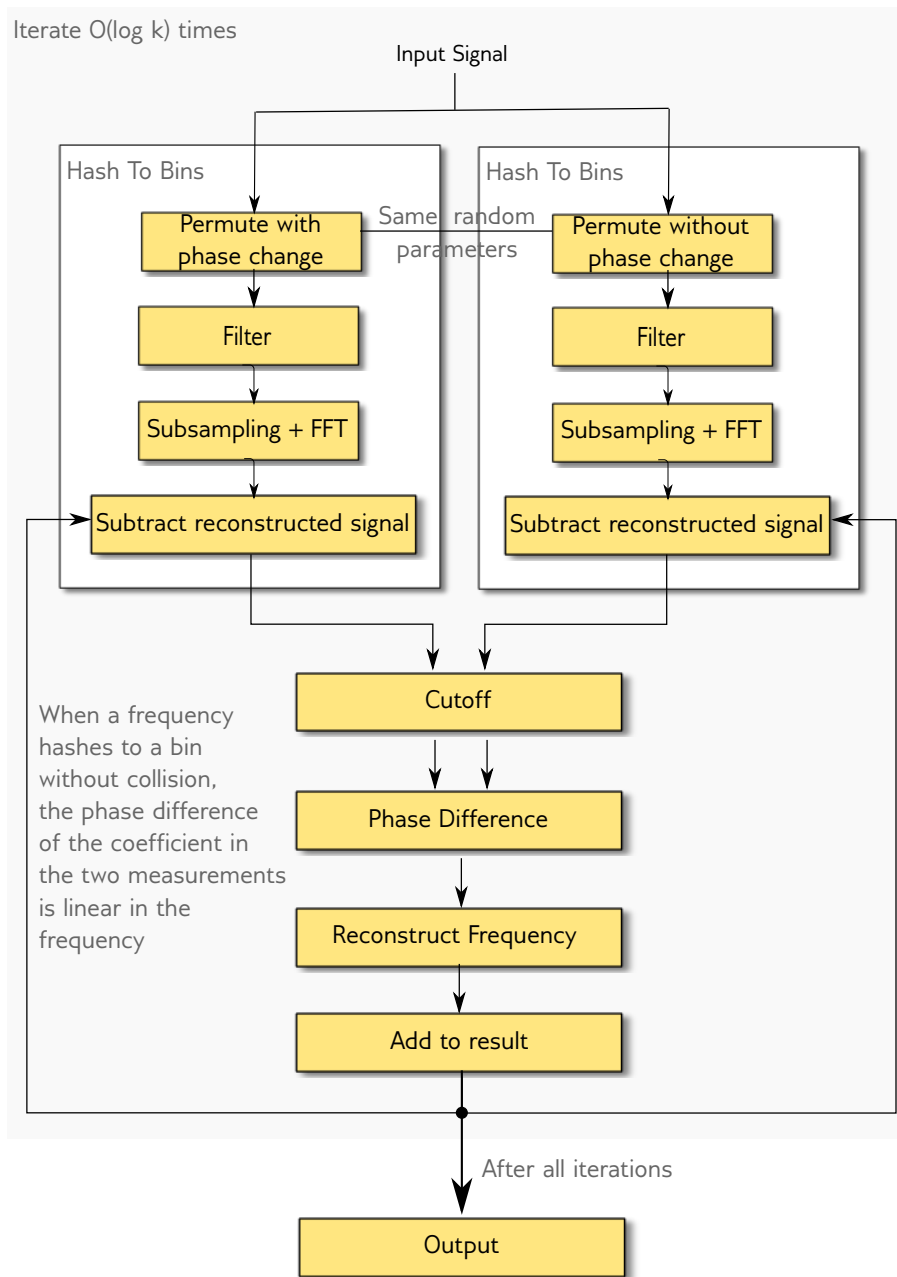 Iterate O(log k) times
Input Signal
Hash To Bins
Hash To Bins
Permute with
phase change
Same random
parameters
Permute without
phase change
Filter
Filter
Subsampling + FFT
Subsampling + FFT
Subtract reconstructed signal
Subtract reconstructed signal
Cutoff
When a frequency
hashes to a bin
without collision,
the phase difference
of the coefficient in
the two measurements
is linear in the
frequency
Phase Difference
Reconstruct Frequency
Add to result
After all iterations
Output